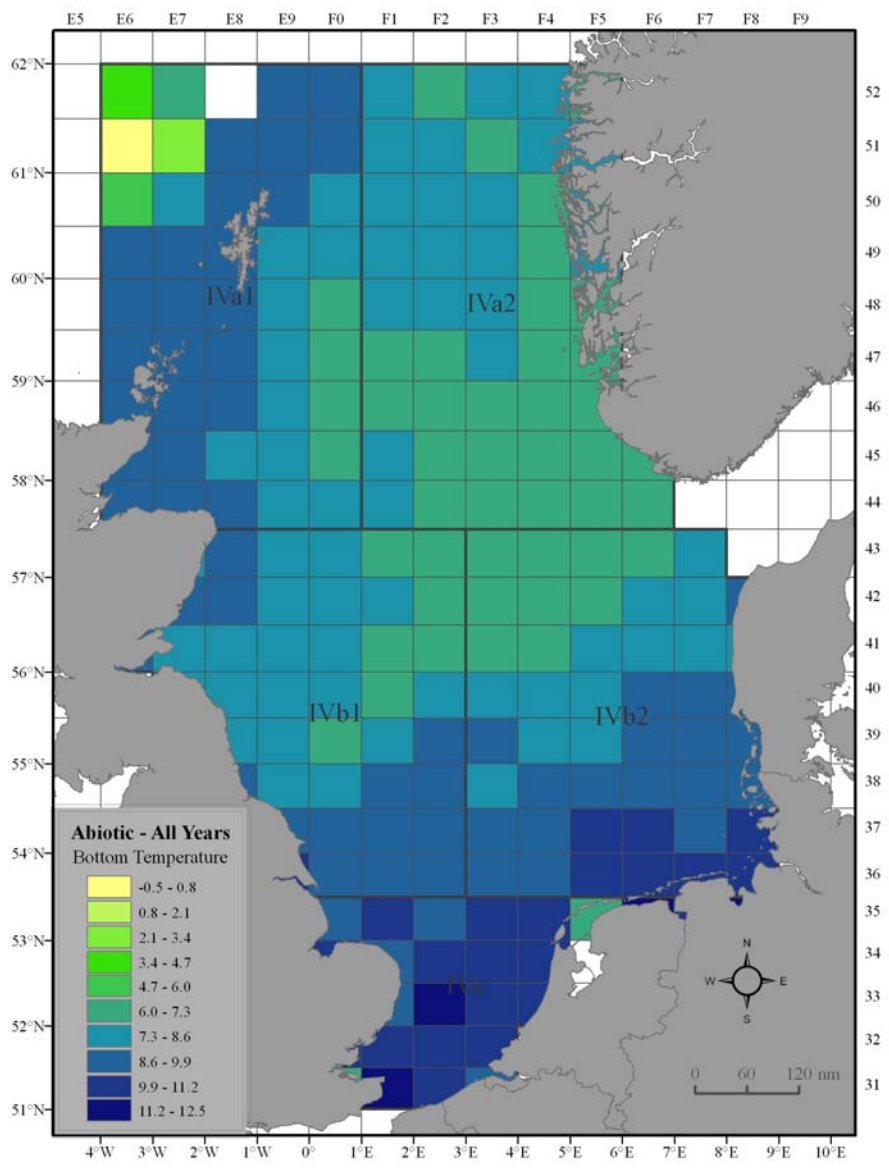 E5 E6 E7 E8 E9 F0 F1 F2 F3 F4 F5 F6 F7 F8 F9
62°N 52
61°N 51
50
60°N 49
IVa1 IVa2 48
59°N 47
46
58°N 45
44
57°N 43
42
56°N 41
40
IVb1 IVb2
55°N 39
38
54°N 37
36
53°N 35
34
52°N 33
IVc
32
51°N 31
Abiotic - All Years
Bottom Temperature
-0.5 - 0.8
0.8 - 2.1
2.1 - 3.4
3.4 - 4.7
4.7 - 6.0
6.0 - 7.3
7.3 - 8.6
8.6 - 9.9
9.9 - 11.2
11.2 - 12.5
N
W E
S
0 60 120 nm
4°W 3°W 2°W 1°W 0° 1°E 2°E 3°E 4°E 5°E 6°E 7°E 8°E 9°E 10°E